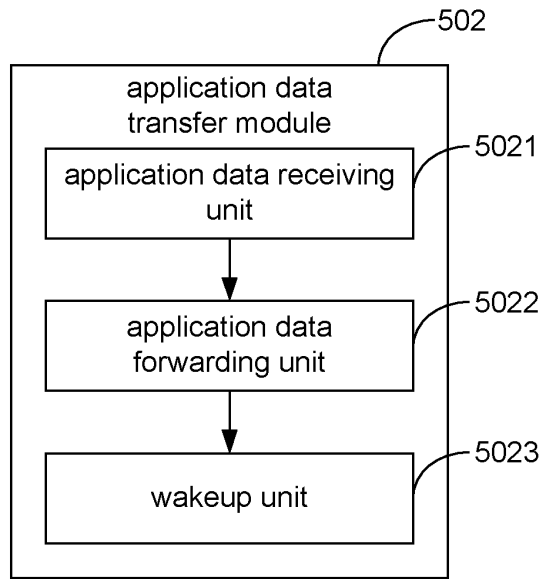 502
application data
transfer module
5021
application data receiving
unit
5022
application data
forwarding unit
5023
wakeup unit